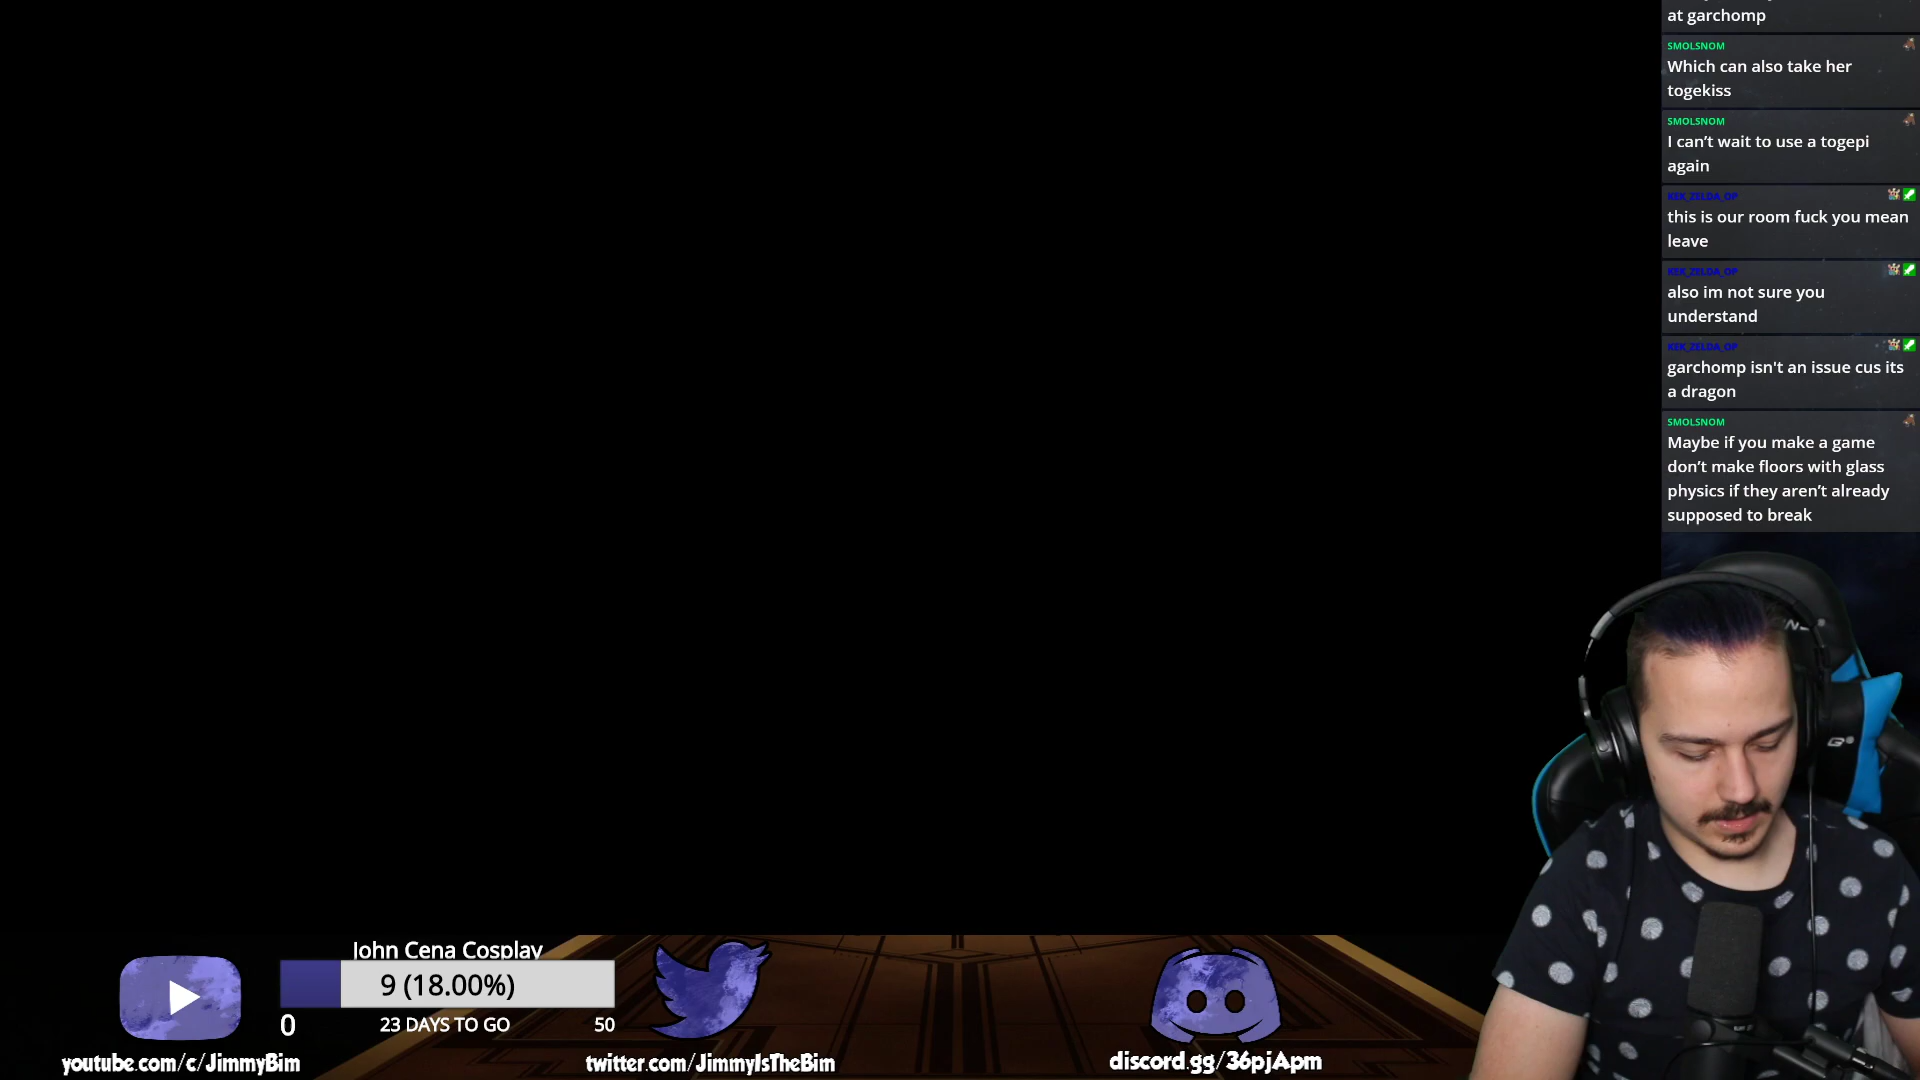 at garchomp
SMOLSNOM
Which can also take her
togekiss
SMOLSNOM
I can’t wait to use a togepi
again
KEK_ZELDA_OP
this is our room fuck you mean
leave
KEK_ZELDA_OP
also im not sure you
understand
KEK_ZELDA_OP
garchomp isn't an issue cus its
a dragon
SMOLSNOM
Maybe if you make a game
don’t make floors with glass
physics if they aren’t already
supposed to break
John Cena Cosplay
9 (18.00%)
0
23 DAYS TO GO
50
youtube.com/c/JimmyBim
twitter.com/JimmyIsTheBim
discord.gg/36pjApm